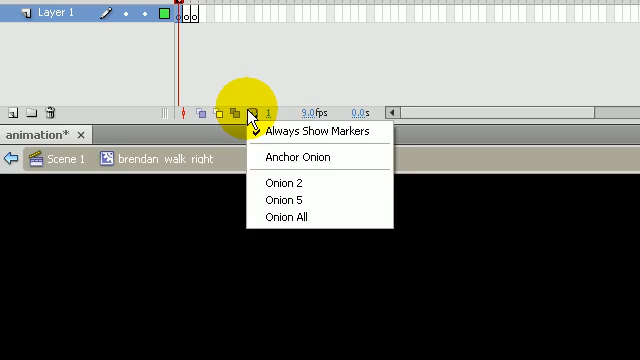 Layer 1
1 9.0fps 0.0s
Always Show Markers
animation*
Anchor Onion
Scene 1 brendan_walk_right
Onion 2
Onion 5
Onion All